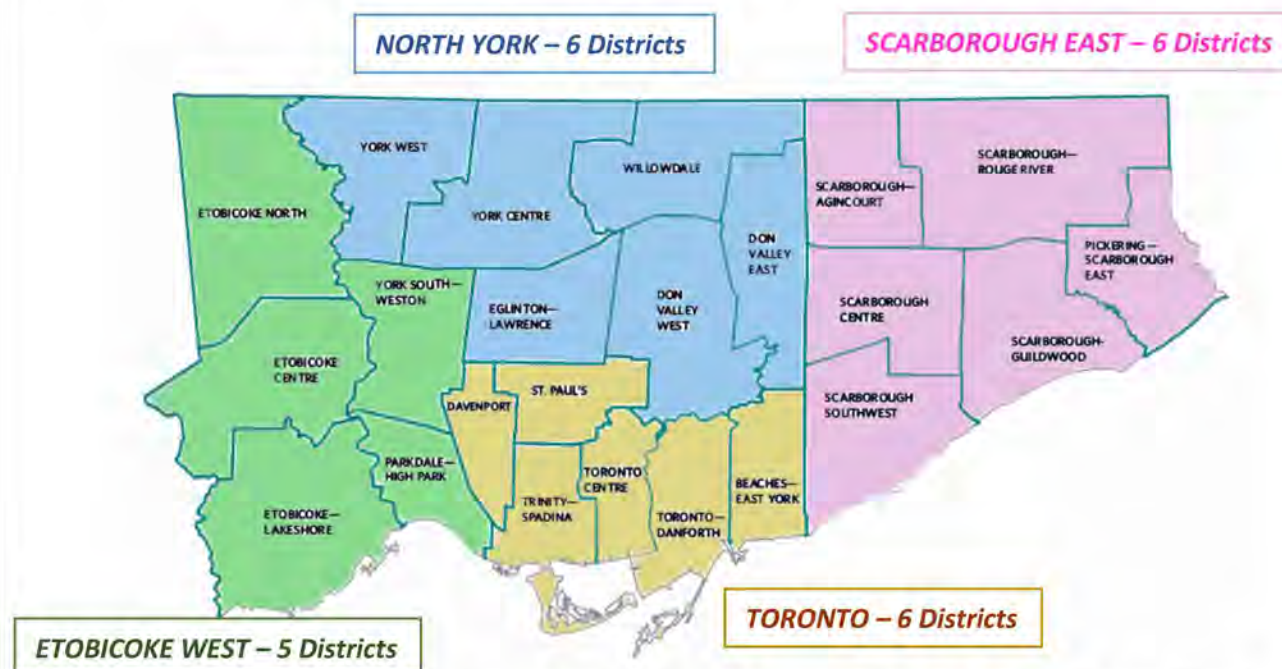 NORTH YORK – 6 Districts
SCARBOROUGH EAST – 6 Districts
YORK WEST
YORK CENTRE
WILLOWDALE
SCARBOROUGH—
AGINCOURT
SCARBOROUGH—
ROUGE RIVER
ETOBICOKE NORTH
DON
VALLEY
EAST
PICKERING—
SCARBOROUGH
EAST
YORK SOUTH—
WESTON
EGLINTON—
LAWRENCE
DON
VALLEY
WEST
SCARBOROUGH
CENTRE
SCARBOROUGH-
GUILDWOOD
ETOBICOKE
CENTRE
ST. PAUL'S
DAVENPORT
SCARBOROUGH
SOUTHWEST
PARKDALE—
HIGH PARK
TORONTO
CENTRE
BEACHES—
EAST YORK
TRINITY—
SPADINA
ETOBICOKE—
LAKESHORE
TORONTO—
DANFORTH
TORONTO – 6 Districts
ETOBICOKE WEST – 5 Districts